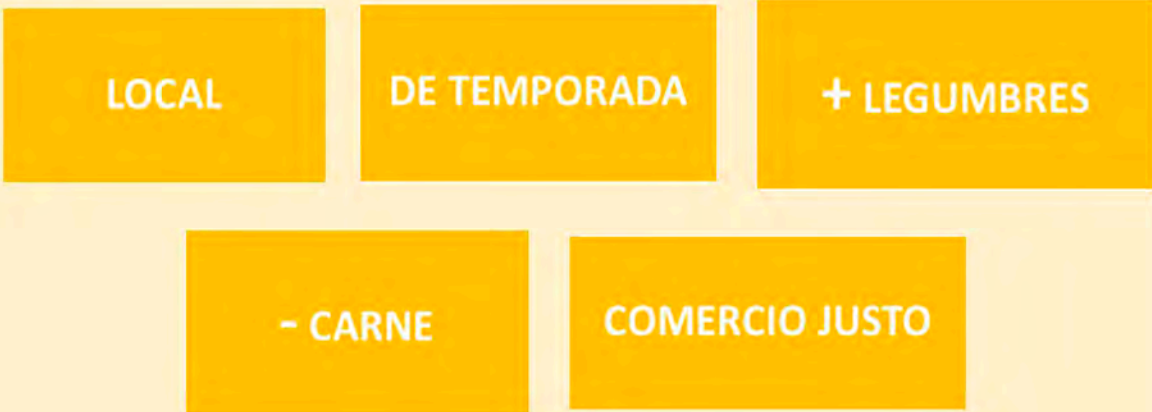 LOCAL
DE TEMPORADA
+ LEGUMBRES
- CARNE
COMERCIO JUSTO